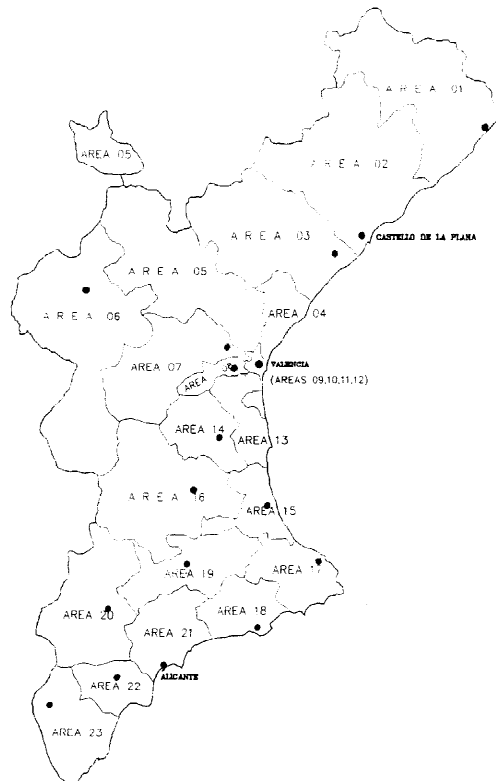 AREA 01
AREA 05
AREA 02
AREA 03
CASTELLO DE LA PLANA
AREA 05
AREA 06
AREA 04
AREA 07
VALENCIA
AREA 08
(AREAS 09,10,11,12)
AREA 14
AREA 13
AREA 16
AREA 15
AREA 19
AREA 17
AREA 20
AREA 18
AREA 21
ALICANTE
AREA 22
AREA 23